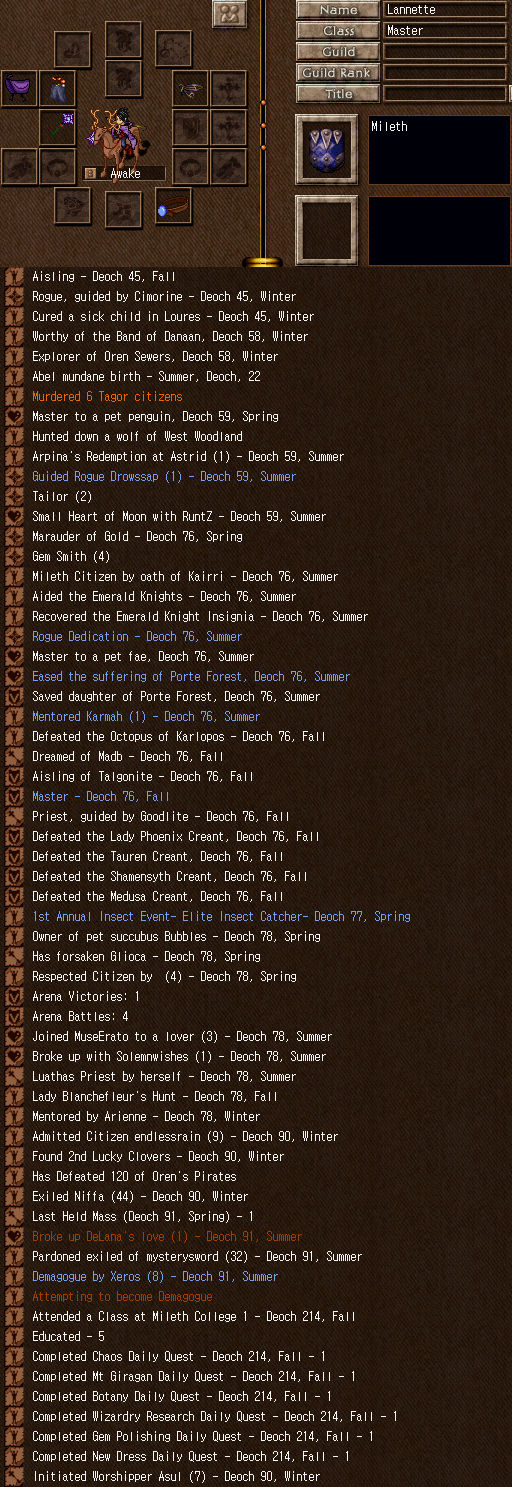 Name Lannette
Class Master
Guild
Guild Rank
Title
Mileth
Awake
Aisling - Deoch 45, Fall
Rogue, guided by Cimorine - Deoch 45, Winter
Cured a sick child in Loures - Deoch 45, Winter
Worthy of the Band of Danaan, Deoch 58, Winter
Explorer of Oren Sewers, Deoch 58, Winter
Abel mundane birth - Summer, Deoch, 22
Murdered 6 Tagor citizens
Master to a pet penguin, Deoch 59, Spring
Hunted down a wolf of West Woodland
Arpina's Redemption at Astrid (1) - Deoch 59, Summer
Guided Rogue Drowssap (1) - Deoch 59, Summer
Tailor (2)
Small Heart of Moon with RuntZ - Deoch 59, Summer
Marauder of Gold - Deoch 76, Spring
Gem Smith (4)
Mileth Citizen by oath of Kairri - Deoch 76, Summer
Aided the Emerald Knights - Deoch 76, Summer
Recovered the Emerald Knight Insignia - Deoch 76, Summer
Rogue Dedication - Deoch 76, Summer
Master to a pet fae, Deoch 76, Summer
Eased the suffering of Porte Forest, Deoch 76, Summer
Saved daughter of Porte Forest, Deoch 76, Summer
Mentored Karmah (1) - Deoch 76, Summer
Defeated the Octopus of Karlopos - Deoch 76, Fall
Dreamed of Madb - Deoch 76, Fall
Aisling of Talgonite - Deoch 76, Fall
Master - Deoch 76, Fall
Priest, guided by Goodlite - Deoch 76, Fall
Defeated the Lady Phoenix Creant, Deoch 76, Fall
Defeated the Tauren Creant, Deoch 76, Fall
Defeated the Shamensyth Creant, Deoch 76, Fall
Defeated the Medusa Creant, Deoch 76, Fall
1st Annual Insect Event- Elite Insect Catcher- Deoch 77, Spring
Owner of pet succubus Bubbles - Deoch 78, Spring
Has forsaken Glioca - Deoch 78, Spring
Respected Citizen by (4) - Deoch 78, Spring
Arena Victories: 1
Arena Battles: 4
Joined MuseErato to a lover (3) - Deoch 78, Summer
Broke up with Solemnwishes (1) - Deoch 78, Summer
Luathas Priest by herself - Deoch 78, Summer
Lady Blanchefleur's Hunt - Deoch 78, Fall
Mentored by Arienne - Deoch 78, Winter
Admitted Citizen endlessrain (9) - Deoch 90, Winter
Found 2nd Lucky Clovers - Deoch 90, Winter
Has Defeated 120 of Oren's Pirates
Exiled Niffa (44) - Deoch 90, Winter
Last Held Mass (Deoch 91, Spring) - 1
Broke up DeLana's love (1) - Deoch 91, Summer
Pardoned exiled of mysterysword (32) - Deoch 91, Summer
Demagogue by Xeros (8) - Deoch 91, Summer
Attempting to become Demagogue
Attended a Class at Mileth College 1 - Deoch 214, Fall
Educated - 5
Completed Chaos Daily Quest - Deoch 214, Fall - 1
Completed Mt Giragan Daily Quest - Deoch 214, Fall - 1
Completed Botany Daily Quest - Deoch 214, Fall - 1
Completed Wizardry Research Daily Quest - Deoch 214, Fall - 1
Completed Gem Polishing Daily Quest - Deoch 214, Fall - 1
Completed New Dress Daily Quest - Deoch 214, Fall - 1
Initiated Worshipper Asul (7) - Deoch 90, Winter